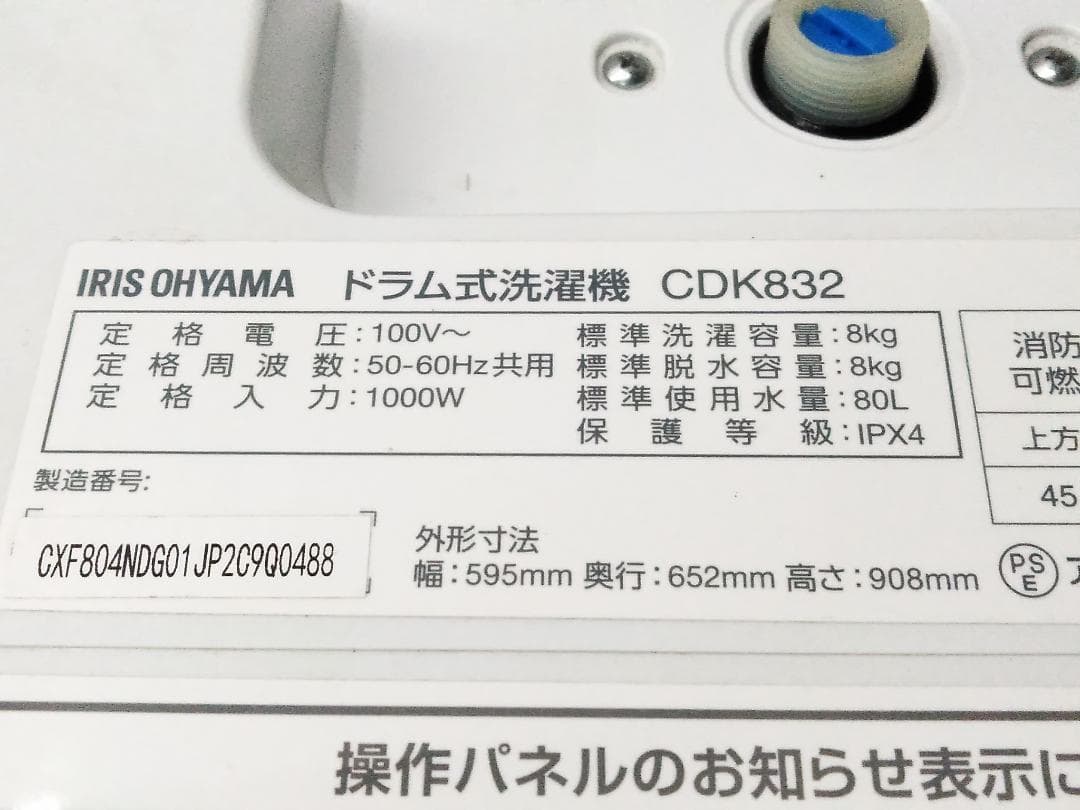 IRIS OHYAMA ドラム式洗濯機 CDK832
定格電圧:100V～ 標準洗濯容量:8kg
定格周波数:50-60Hz共用 標準脱水容量:8kg
定格入力:1000W 標準使用水量:80L
保護等級:IPX4
消防
可燃
上方
45
製造番号:
CXF804NDG01JP2C9Q0488
外形寸法
幅:595mm 奥行:652mm 高さ:908mm
PSE ア
操作パネルのお知らせ表示に